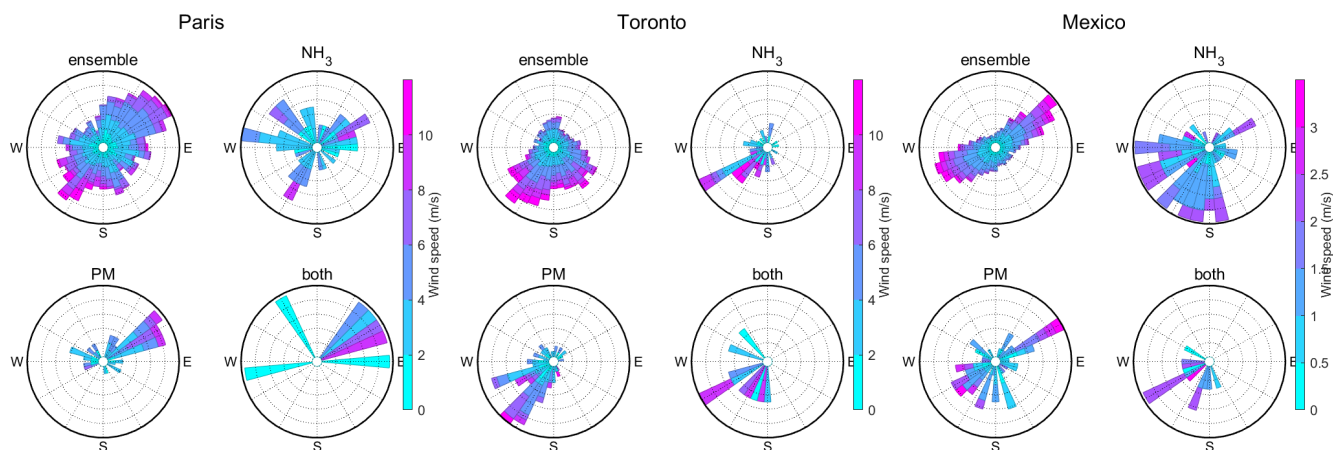 Paris Toronto Mexico
ensemble NH3 ensemble NH3 ensemble NH3
W E W E W E W E W E W E
S S S S S S
PM both PM both PM both
W E W E W E W E W E W E
S S S S S S
10
8
6
4
2
0
Wind speed (m/s)
10
8
6
4
2
0
Wind speed (m/s)
3
2.5
2
1.5
1
0.5
0
Wind speed (m/s)